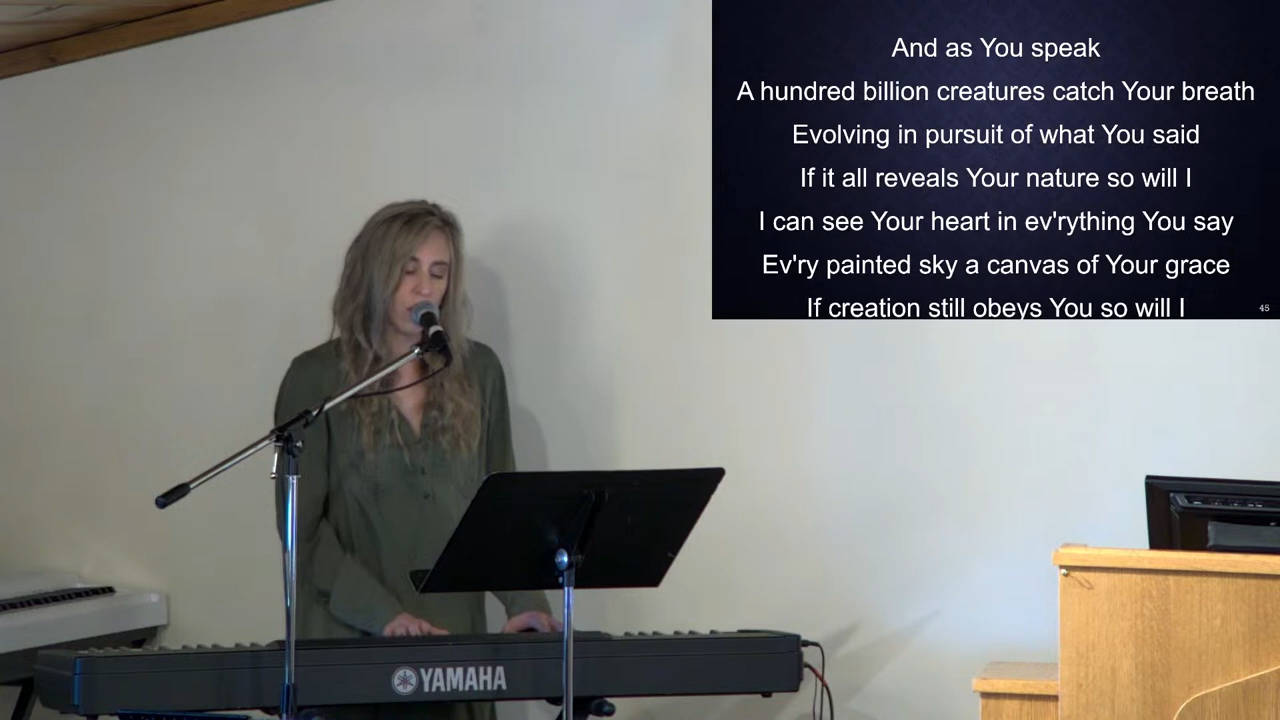 And as You speak
A hundred billion creatures catch Your breath
Evolving in pursuit of what You said
If it all reveals Your nature so will I
I can see Your heart in ev'rything You say
Ev'ry painted sky a canvas of Your grace
If creation still obeys You so will I
45
YAMAHA